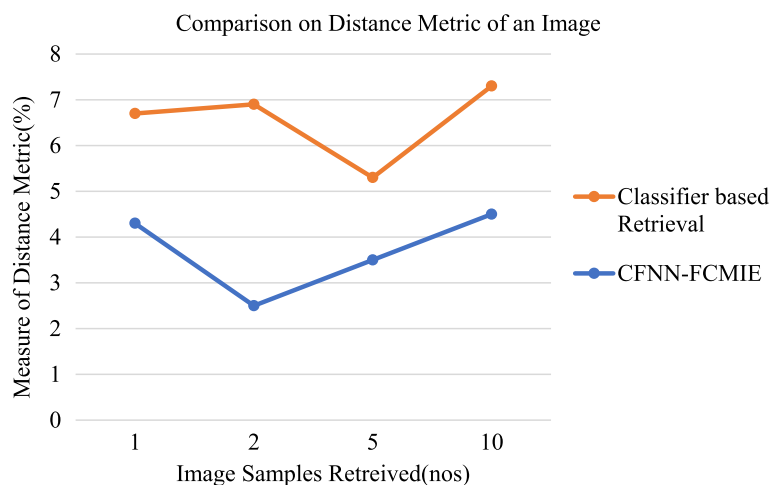 Comparison on Distance Metric of an Image
Measure of Distance Metric(%)
8
7
6
5
4
3
2
1
0
1 2 5 10
Image Samples Retreived(nos)
Classifier based
Retrieval
CFNN-FCMIE